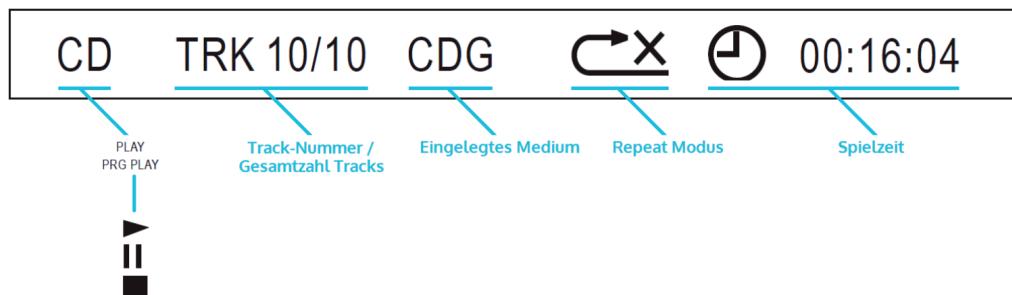 CD TRK 10/10 CDG 00:16:04
PLAY
PRG PLAY
Track-Nummer /
Gesamtzahl Tracks
Eingelegtes Medium
Repeat Modus
Spielzeit